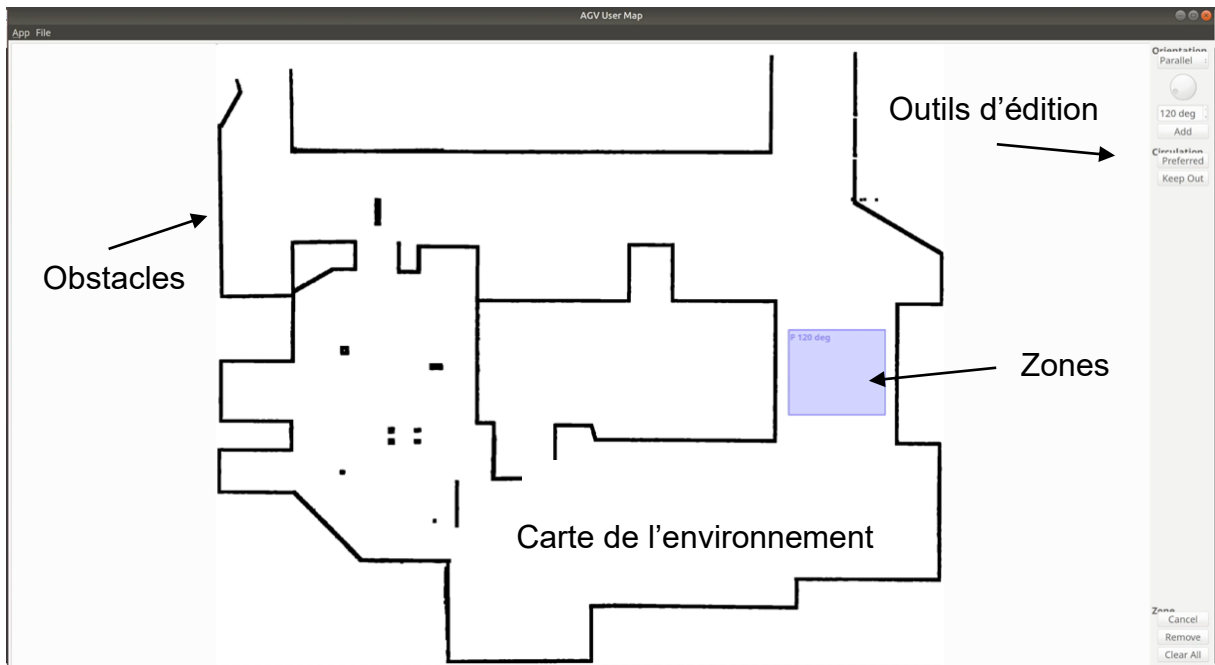 AGV User Map
App File
Orientation
Parallel
120 deg
Add
Circulation
Preferred
Keep Out
Outils d’édition
Obstacles
P 120 deg
Zones
Carte de l’environnement
Zone
Cancel
Remove
Clear All